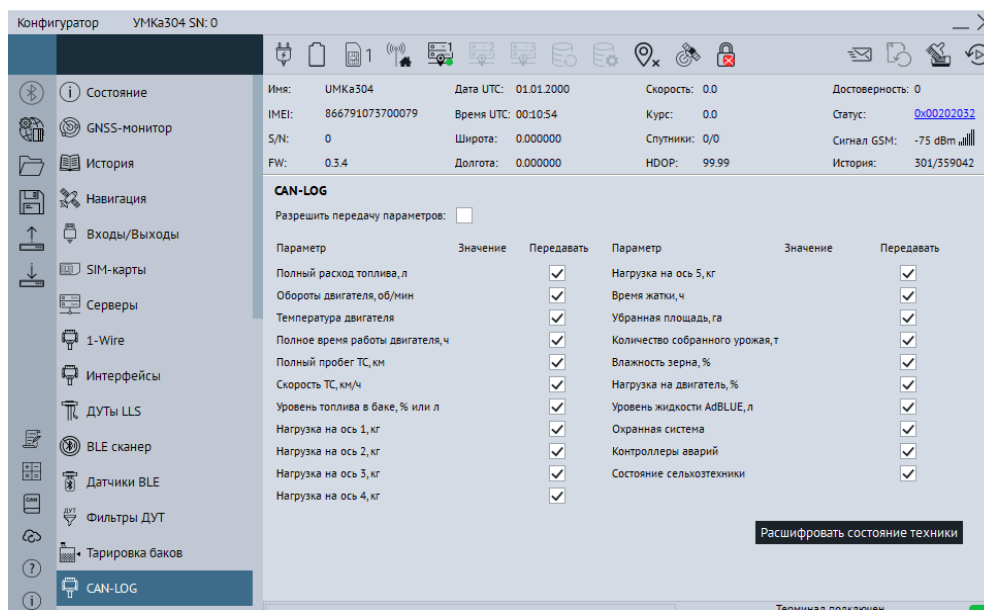 Конфигуратор УМКа304 SN: 0
1
1
2
3
Имя: UMKa304 Дата UTC: 01.01.2000 Скорость: 0.0 Достоверность: 0
IMEI: 866791073700079 Время UTC: 00:10:54 Курс: 0.0 Статус: 0x00202032
S/N: 0 Широта: 0.000000 Спутники: 0/0 Сигнал GSM: -75 dBm
FW: 0.3.4 Долгота: 0.000000 HDOP: 99.99 История: 301/359042
Состояние
GNSS-монитор
История
Навигация
Входы/Выходы
SIM-карты
Серверы
1-Wire
Интерфейсы
ДУТы LLS
BLE сканер
Датчики BLE
ДУТ
Фильтры ДУТ
Тарировка баков
CAN-LOG
CAN
CAN-LOG
Разрешить передачу параметров:
Параметр Значение Передавать Параметр Значение Передавать
Полный расход топлива, л Нагрузка на ось 5, кг
Обороты двигателя, об/мин Время жатки, ч
Температура двигателя Убранная площадь, га
Полное время работы двигателя, ч Количество собранного урожая, т
Полный пробег ТС, км Влажность зерна, %
Скорость ТС, км/ч Нагрузка на двигатель, %
Уровень топлива в баке, % или л Уровень жидкости AdBLUE, л
Нагрузка на ось 1, кг Охранная система
Нагрузка на ось 2, кг Контроллеры аварий
Нагрузка на ось 3, кг Состояние сельхозтехники
Нагрузка на ось 4, кг
Расшифровать состояние техники
Терминал подключен